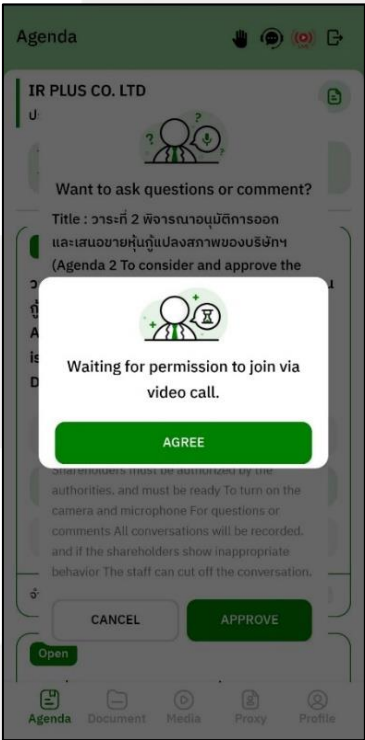 Agenda
IR PLUS CO. LTD
Want to ask questions or comment?
Title : วาระที่ 2 พิจารณาอนุมัติการออก
และเสนอขายหุ้นกู้แปลงสภาพของบริษัทฯ
(Agenda 2 To consider and approve the
Waiting for permission to join via
video call.
AGREE
Shareholders must be authorized by the
authorities. and must be ready To turn on the
camera and microphone For questions or
comments All conversations will be recorded.
and if the shareholders show inappropriate
behavior The staff can cut off the conversation.
CANCEL
APPROVE
Open
Agenda
Document
Media
Proxy
Profile